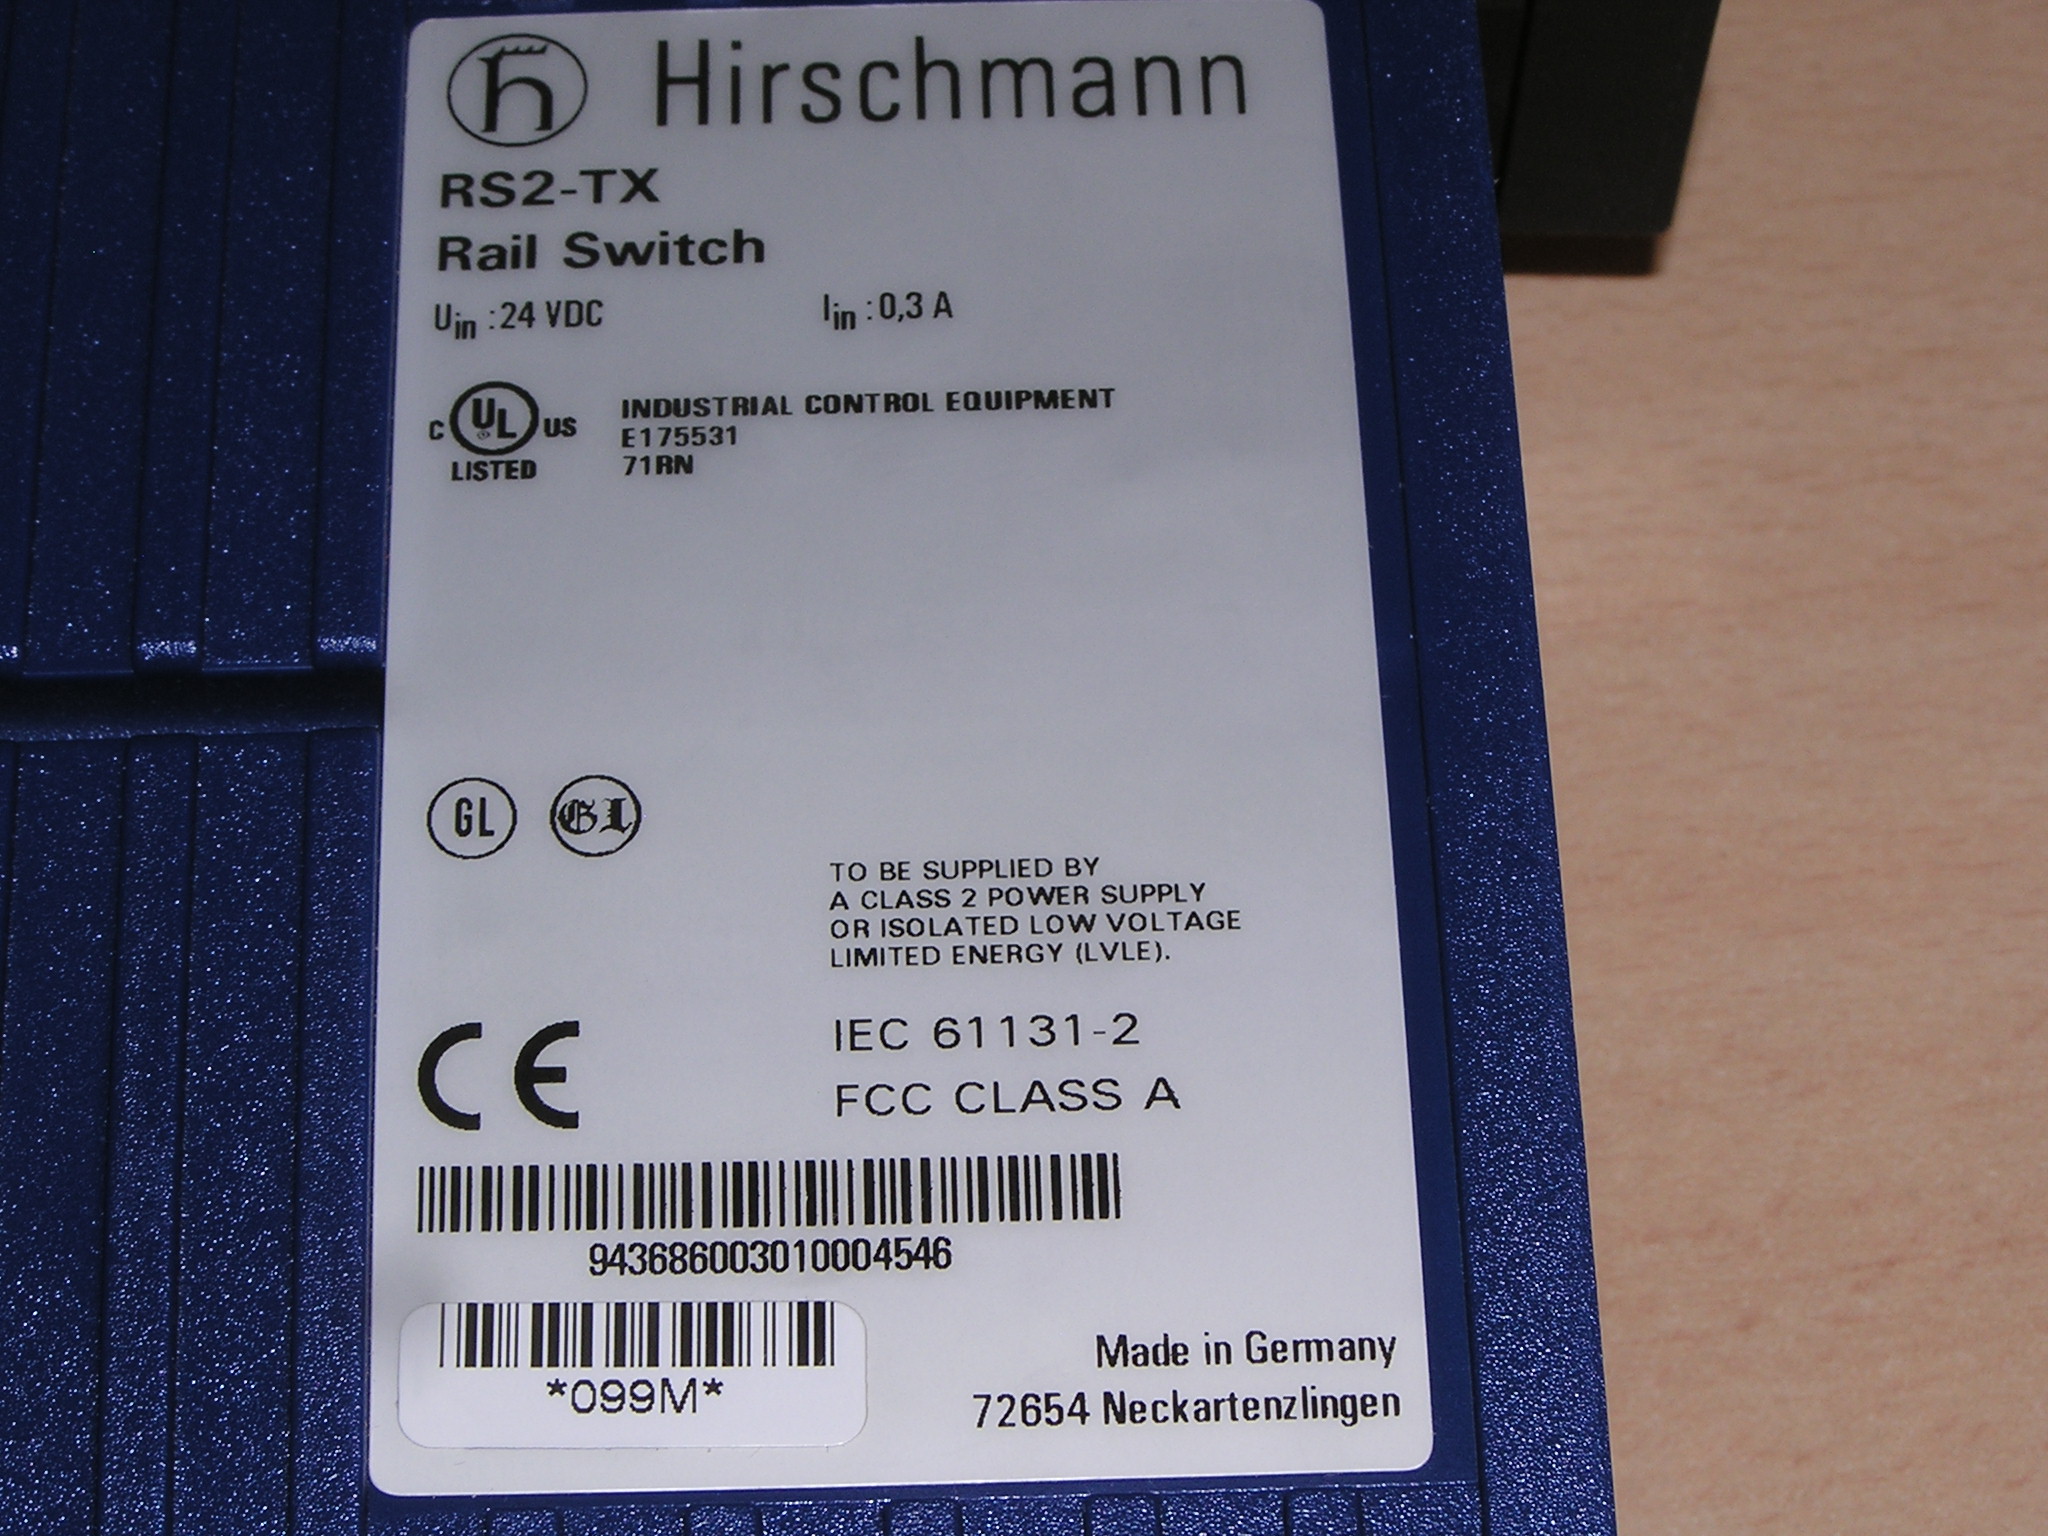 h Hirschmann
RS2-TX
Rail Switch
Uin : 24 VDC Iin : 0,3 A
C UL US
LISTED
INDUSTRIAL CONTROL EQUIPMENT
E175531
71RN
GL GL
TO BE SUPPLIED BY
A CLASS 2 POWER SUPPLY
OR ISOLATED LOW VOLTAGE
LIMITED ENERGY (LVLE).
CE
IEC 61131-2
FCC CLASS A
943686003010004546
*099M*
Made in Germany
72654 Neckartenzlingen